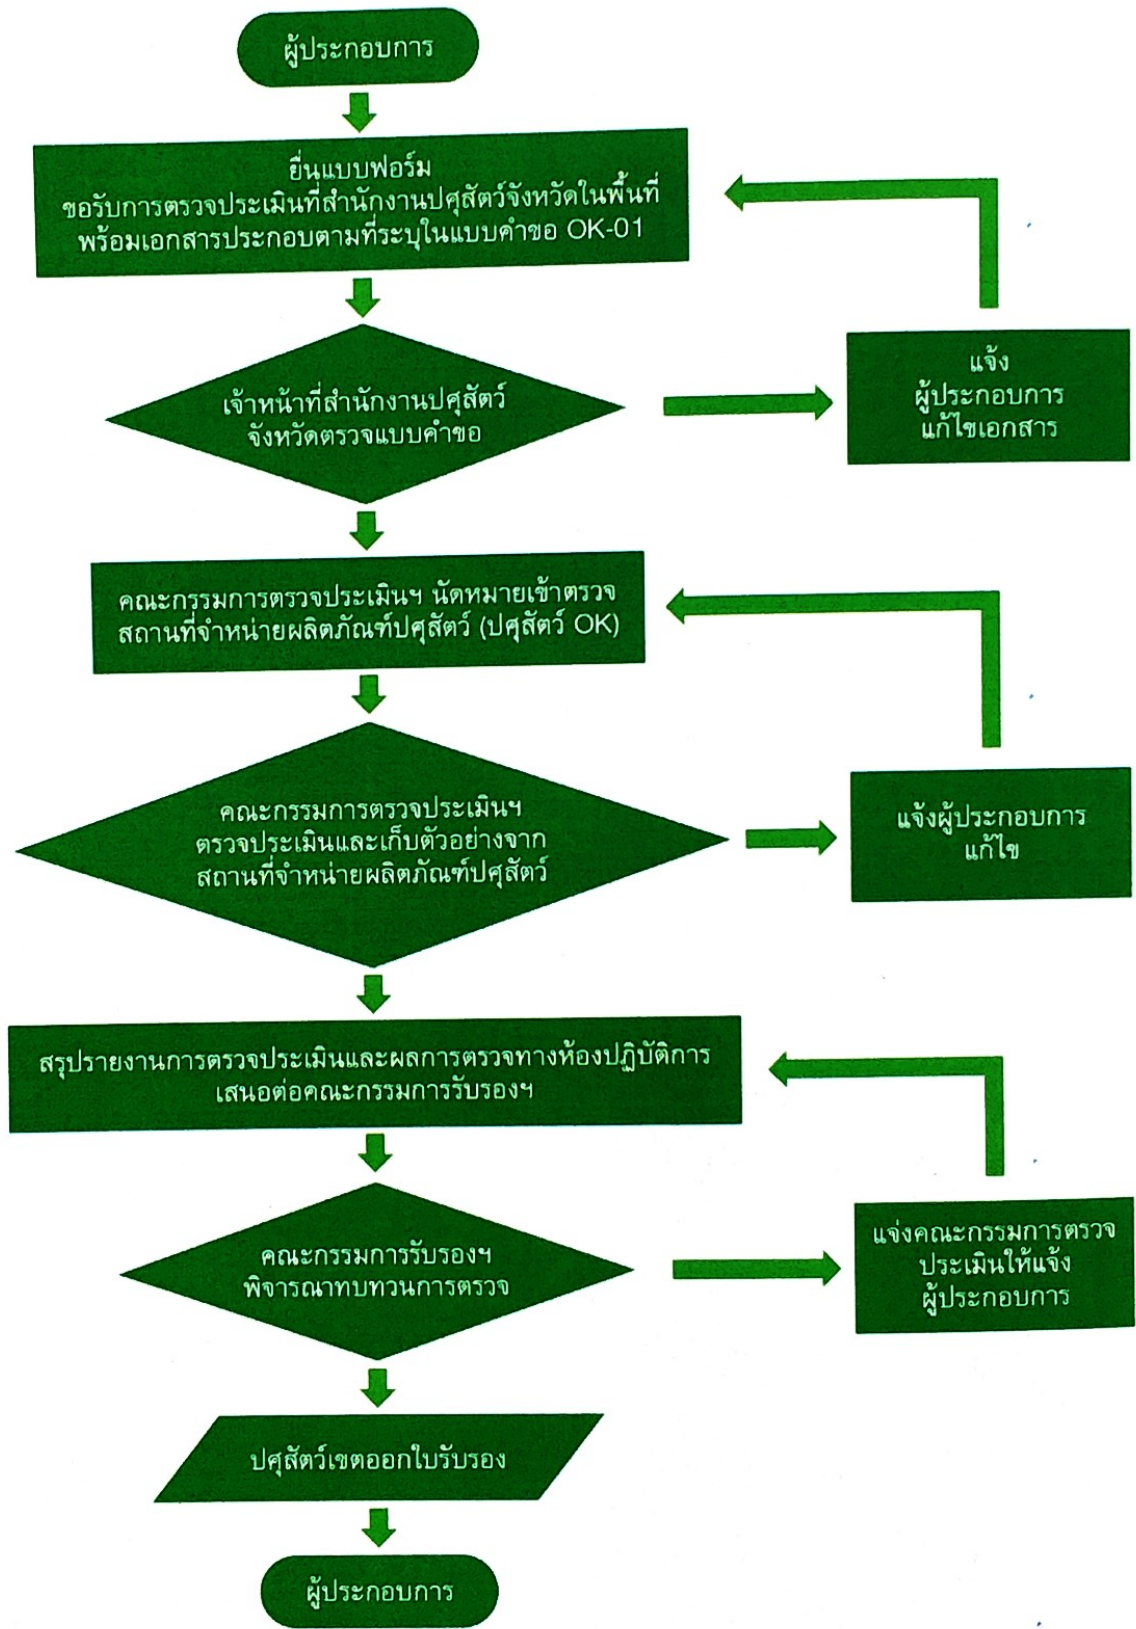 ผู้ประกอบการ
ยื่นแบบฟอร์ม
ขอรับการตรวจประเมินที่สำนักงานปศุสัตว์จังหวัดในพื้นที่
พร้อมเอกสารประกอบตามที่ระบุในแบบคำขอ OK-01
เจ้าหน้าที่สำนักงานปศุสัตว์
จังหวัดตรวจแบบคำขอ
แจ้ง
ผู้ประกอบการ
แก้ไขเอกสาร
คณะกรรมการตรวจประเมินฯ นัดหมายเข้าตรวจ
สถานที่จำหน่ายผลิตภัณฑ์ปศุสัตว์ (ปศุสัตว์ OK)
คณะกรรมการตรวจประเมินฯ
ตรวจประเมินและเก็บตัวอย่างจาก
สถานที่จำหน่ายผลิตภัณฑ์ปศุสัตว์
แจ้งผู้ประกอบการ
แก้ไข
สรุปรายงานการตรวจประเมินและผลการตรวจทางห้องปฏิบัติการ
เสนอต่อคณะกรรมการรับรองฯ
คณะกรรมการรับรองฯ
พิจารณาทบทวนการตรวจ
แจ่งคณะกรรมการตรวจ
ประเมินให้แจ้ง
ผู้ประกอบการ
ปศุสัตว์เขตออกใบรับรอง
ผู้ประกอบการ